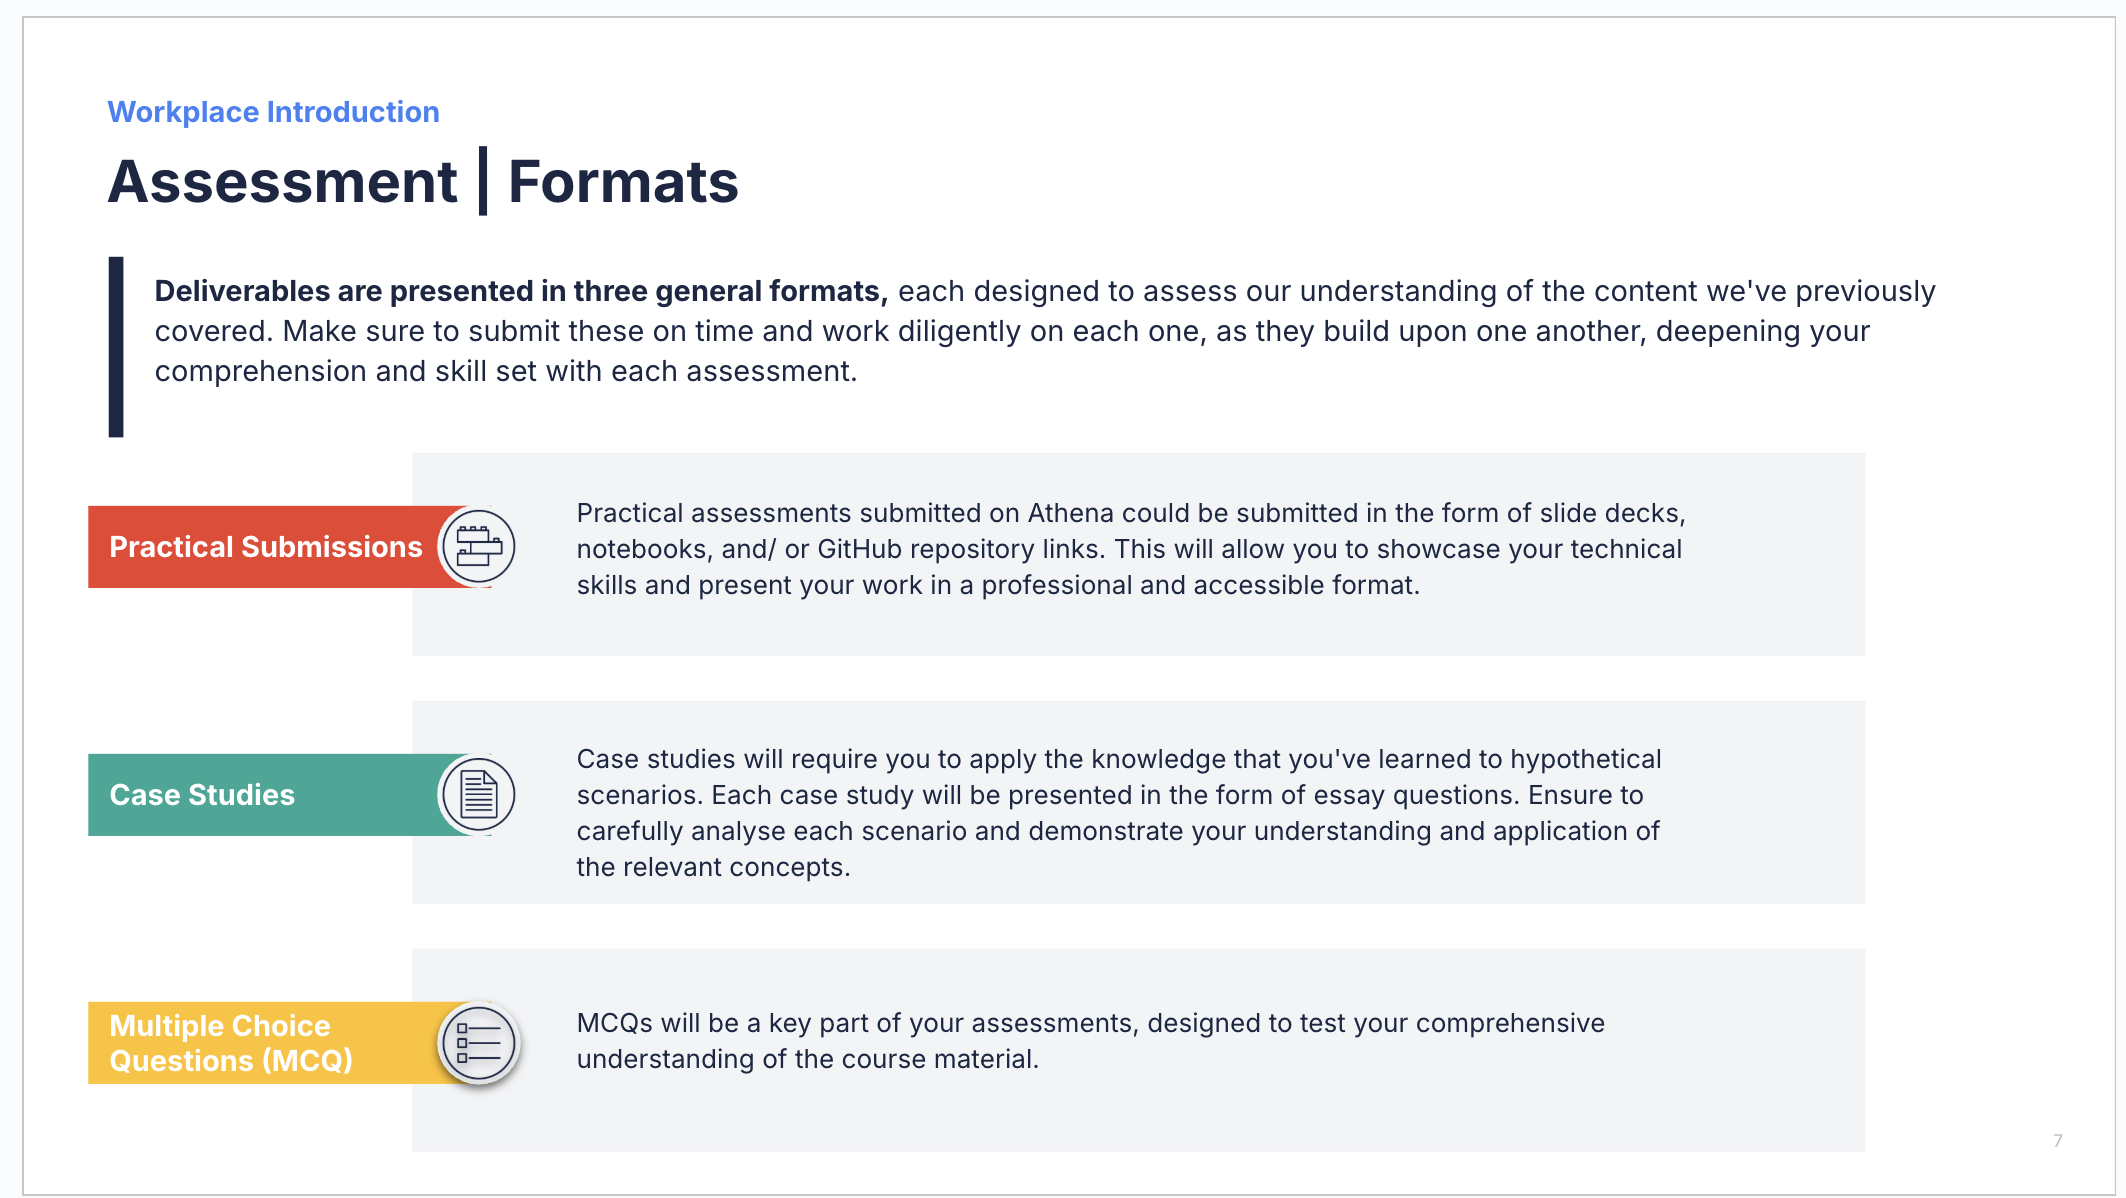 Workplace Introduction
Assessment | Formats
Deliverables are presented in three general formats, each designed to assess our understanding of the content we've previously
covered. Make sure to submit these on time and work diligently on each one, as they build upon one another, deepening your
comprehension and skill set with each assessment.
Practical Submissions
Practical assessments submitted on Athena could be submitted in the form of slide decks,
notebooks, and/ or GitHub repository links. This will allow you to showcase your technical
skills and present your work in a professional and accessible format.
Case Studies
Case studies will require you to apply the knowledge that you've learned to hypothetical
scenarios. Each case study will be presented in the form of essay questions. Ensure to
carefully analyse each scenario and demonstrate your understanding and application of
the relevant concepts.
Multiple Choice
Questions (MCQ)
MCQs will be a key part of your assessments, designed to test your comprehensive
understanding of the course material.
7